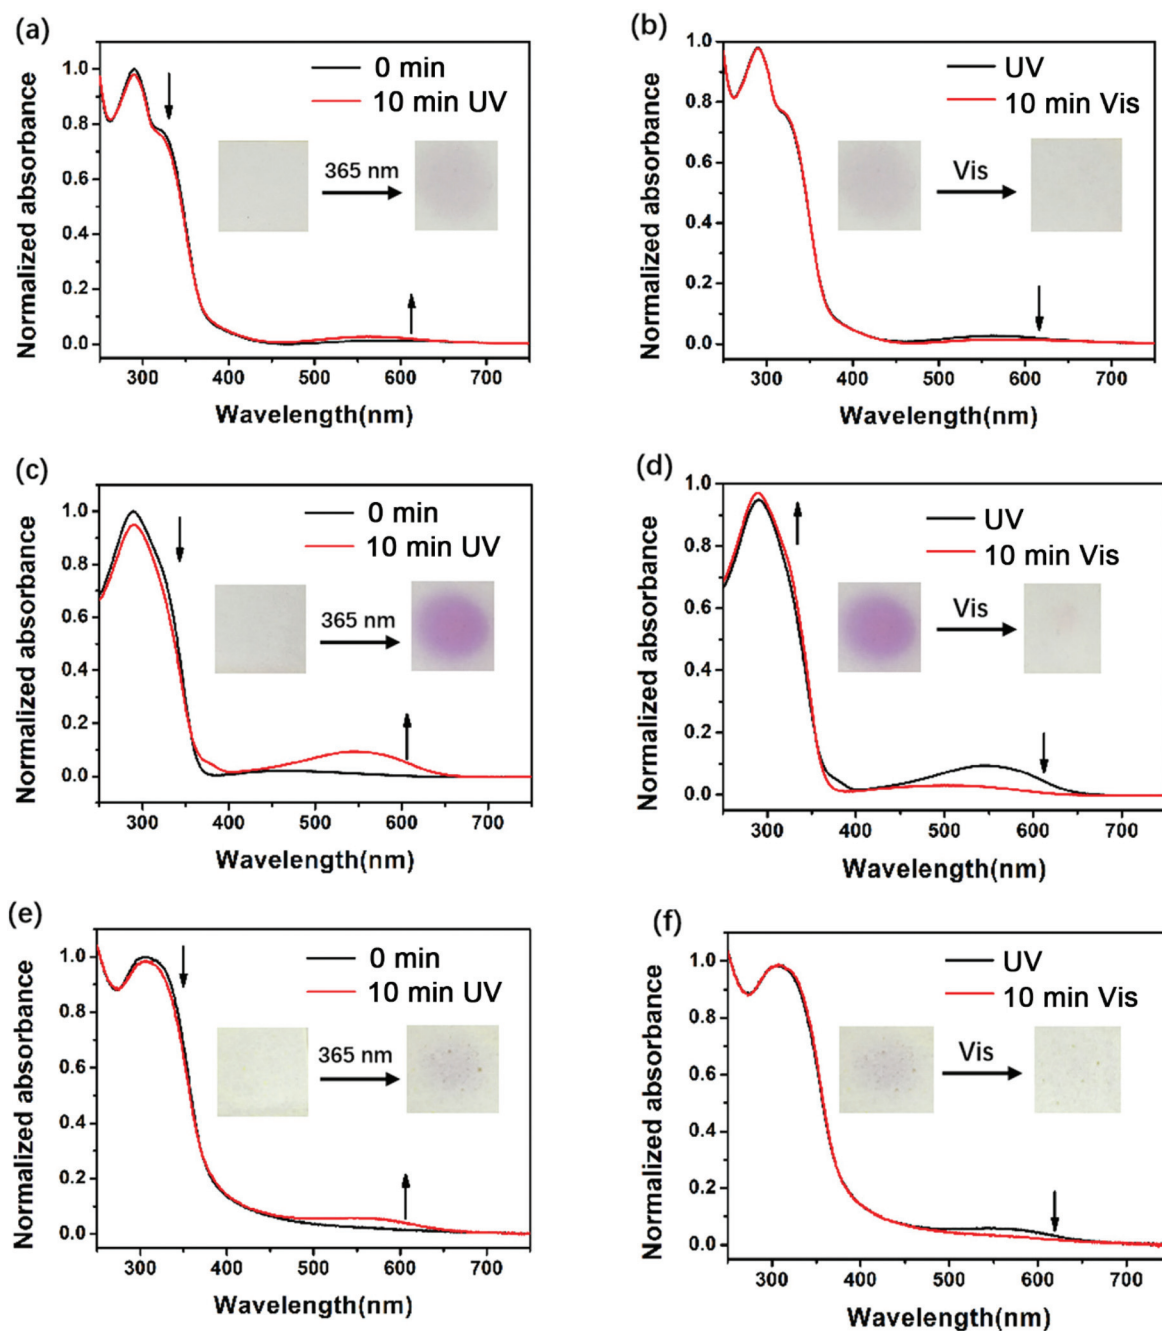 (a)
0 min
10 min UV
365 nm
Normalized absorbance
1.0
0.8
0.6
0.4
0.2
0.0
300 400 500 600 700
Wavelength(nm)
(b)
UV
10 min Vis
Vis
Normalized absorbance
1.0
0.8
0.6
0.4
0.2
0.0
300 400 500 600 700
Wavelength(nm)
(c)
0 min
10 min UV
365 nm
Normalized absorbance
1.0
0.8
0.6
0.4
0.2
0.0
300 400 500 600 700
Wavelength(nm)
(d)
UV
10 min Vis
Vis
Normalized absorbance
1.0
0.8
0.6
0.4
0.2
0.0
300 400 500 600 700
Wavelength(nm)
(e)
0 min
10 min UV
365 nm
Normalized absorbance
1.0
0.8
0.6
0.4
0.2
0.0
300 400 500 600 700
Wavelength(nm)
(f)
UV
10 min Vis
Vis
Normalized absorbance
1.0
0.8
0.6
0.4
0.2
0.0
300 400 500 600 700
Wavelength(nm)